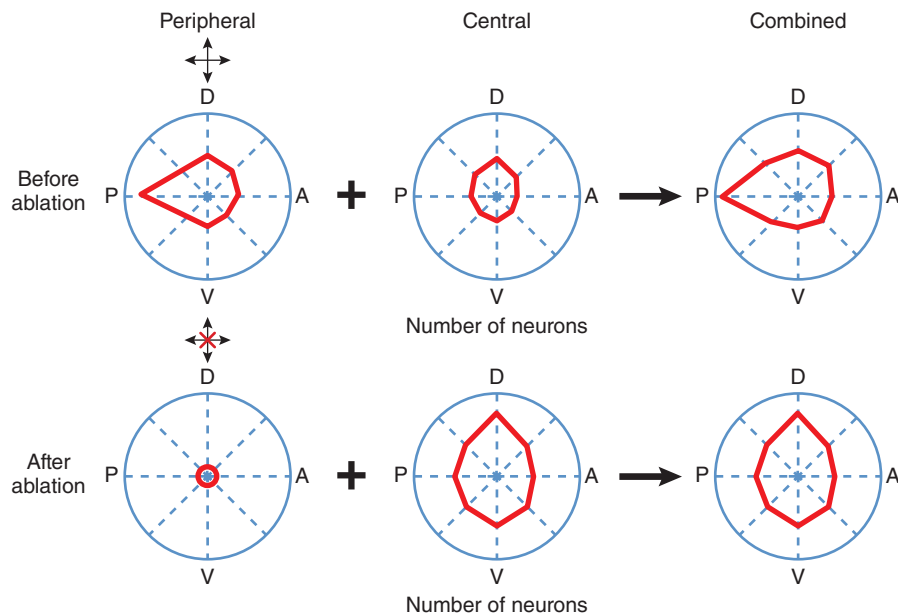 Peripheral Central Combined
D D D
Before
ablation
P A P A P A
V V V
Number of neurons
D D D
After
ablation
P A P A P A
V V V
Number of neurons